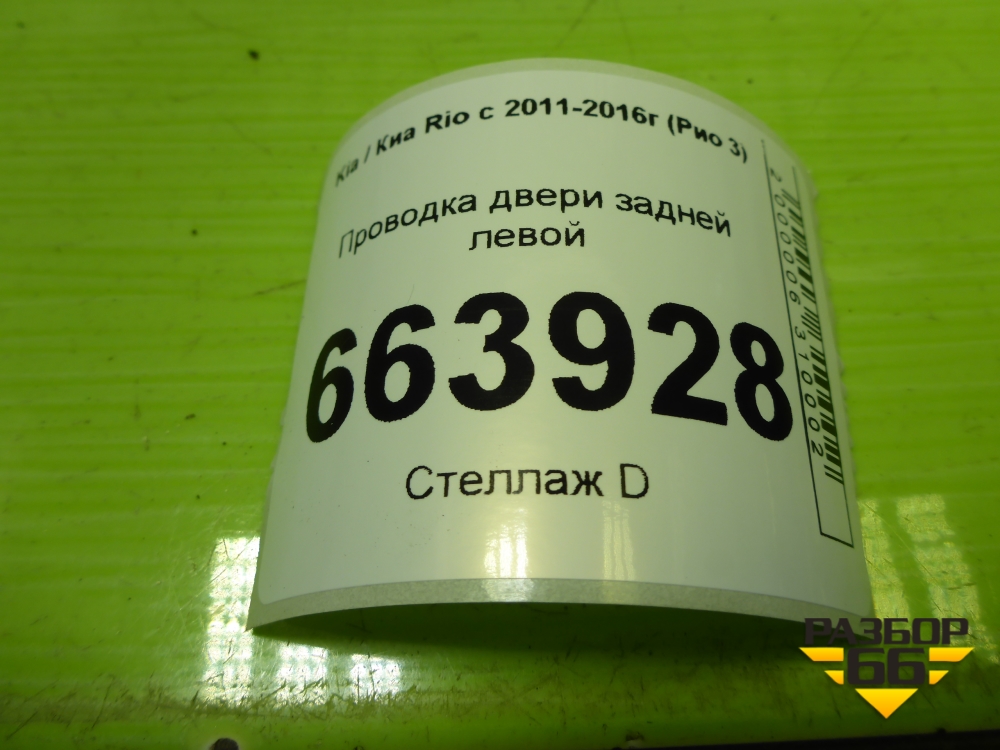 Kia / Киа Rio с 2011-2016г (Рио 3)
Проводка двери задней
левой
663928
Стеллаж D
2000006310002
РАЗБОР
66